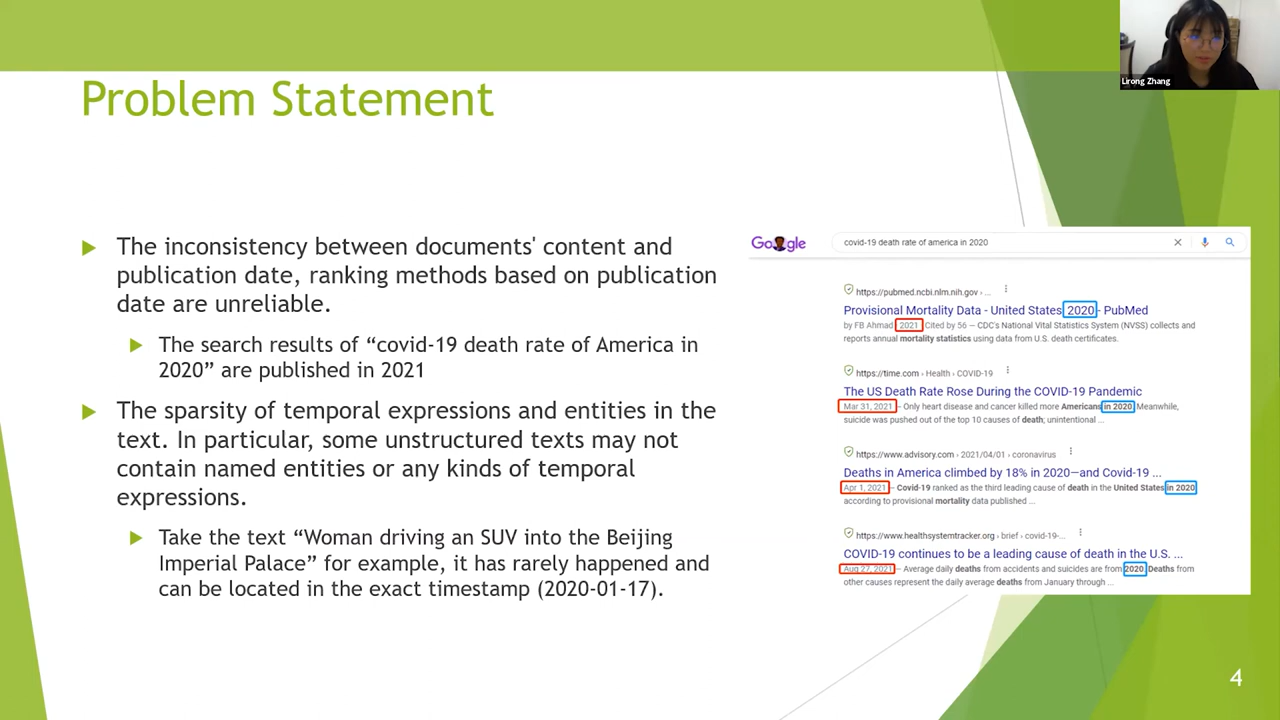 Lirong Zhang
Problem Statement
The inconsistency between documents' content and
publication date, ranking methods based on publication
date are unreliable.
The search results of “covid-19 death rate of America in
2020” are published in 2021
The sparsity of temporal expressions and entities in the
text. In particular, some unstructured texts may not
contain named entities or any kinds of temporal
expressions.
Take the text “Woman driving an SUV into the Beijing
Imperial Palace” for example, it has rarely happened and
can be located in the exact timestamp (2020-01-17).
Google
covid-19 death rate of america in 2020
https://pubmed.ncbi.nlm.nih.gov › ...
Provisional Mortality Data - United States 2020 - PubMed
by FB Ahmad 2021 Cited by 56 — CDC's National Vital Statistics System (NVSS) collects and
reports annual mortality statistics using data from U.S. death certificates.
https://time.com › Health › COVID-19
The US Death Rate Rose During the COVID-19 Pandemic
Mar 31, 2021 — Only heart disease and cancer killed more Americans in 2020 Meanwhile,
suicide was pushed out of the top 10 causes of death; unintentional ...
https://www.advisory.com › 2021/04/01 › coronavirus
Deaths in America climbed by 18% in 2020—and Covid-19 ...
Apr 1, 2021 — Covid-19 ranked as the third leading cause of death in the United States in 2020
according to provisional mortality data published ...
https://www.healthsystemtracker.org › brief › covid-19-...
COVID-19 continues to be a leading cause of death in the U.S. ...
Aug 27, 2021 — Average daily deaths from accidents and suicides are from 2020. Deaths from
other causes represent the daily average deaths from January through ...
4